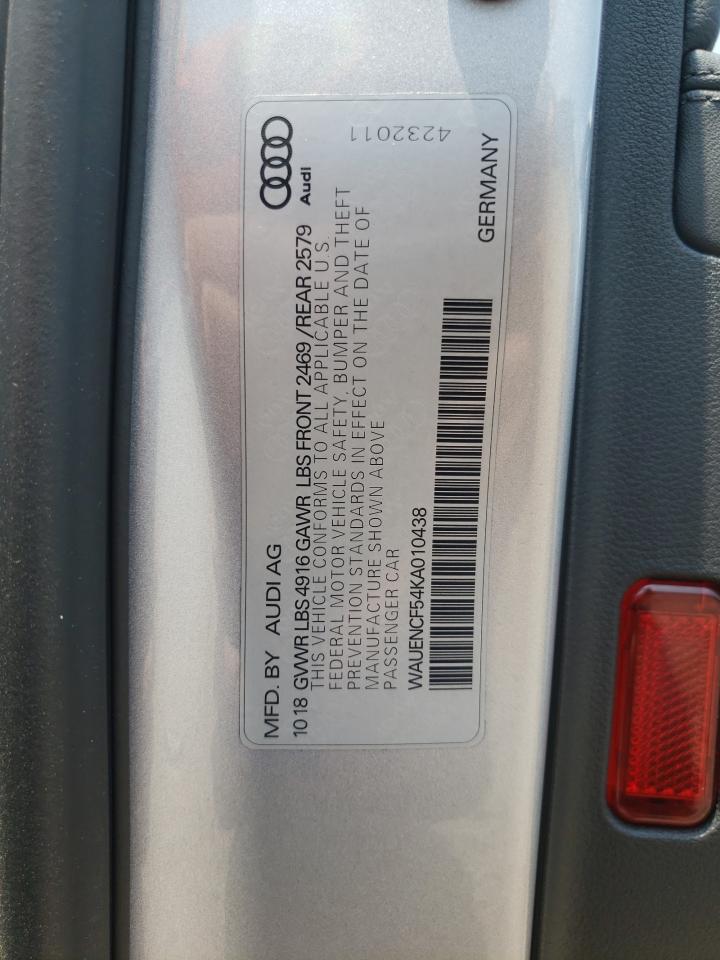 MFD. BY AUDI AG
Audi
1018 GVWR LBS 4916 GAWR LBS FRONT 2469 /REAR 2579
THIS VEHICLE CONFORMS TO ALL APPLICABLE U.S.
FEDERAL MOTOR VEHICLE SAFETY, BUMPER AND THEFT
PREVENTION STANDARDS IN EFFECT ON THE DATE OF
MANUFACTURE SHOWN ABOVE
PASSENGER CAR
4232011
WAUENCF54KA010438
GERMANY